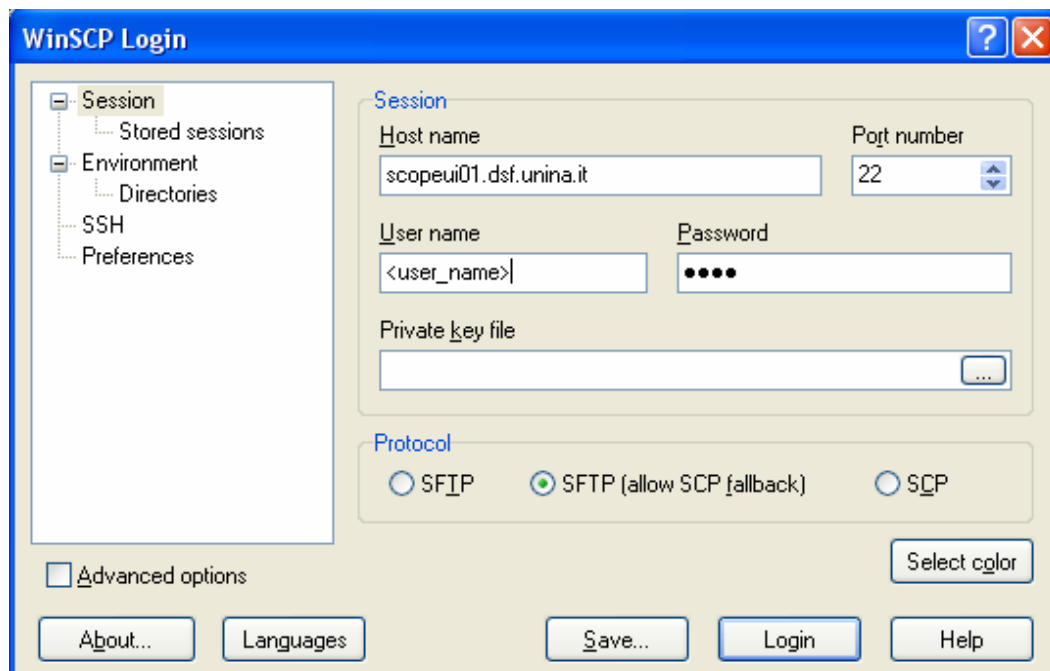 WinSCP Login
Session
Stored sessions
Environment
Directories
SSH
Preferences
Session
Host name
Port number
scopeui01.dsf.unina.it
22
User name
Password
<user_name>
••••
Private key file
...
Protocol
SFTP
SFTP (allow SCP fallback)
SCP
Select color
Advanced options
About...
Languages
Save...
Login
Help